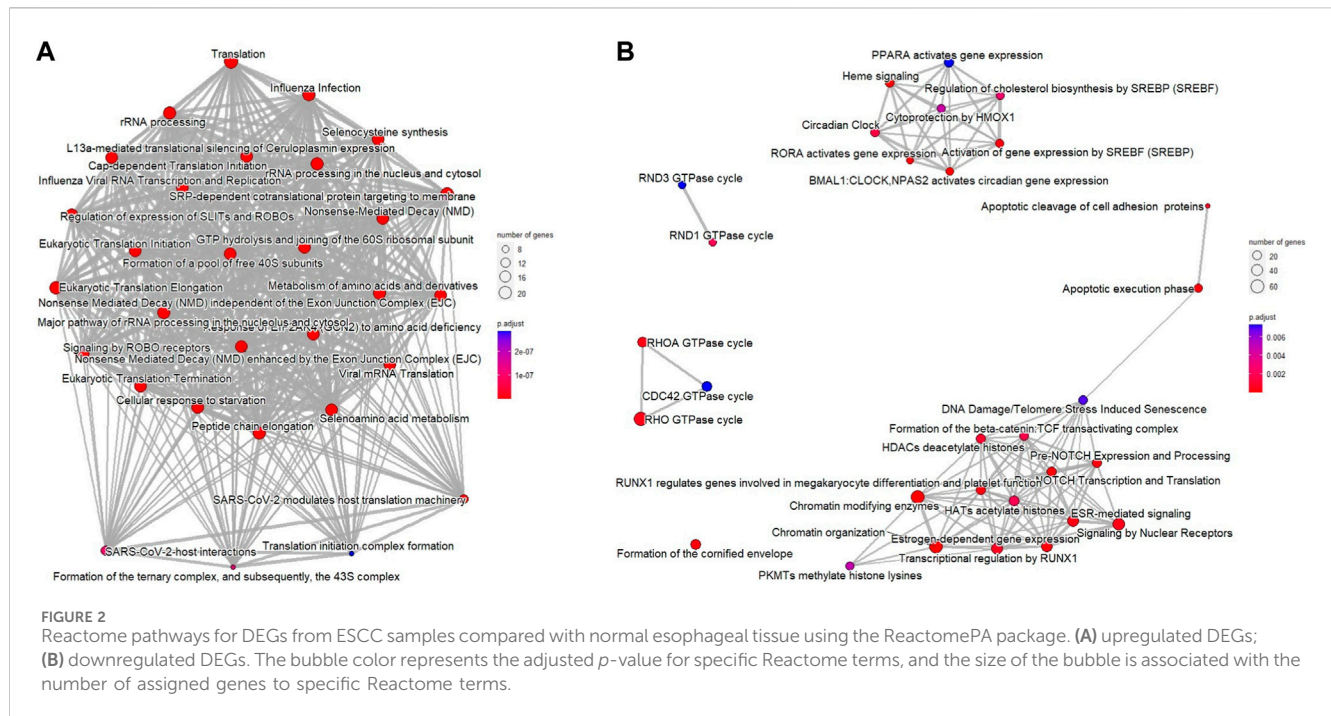 A
Translation
Influenza Infection
rRNA processing
Selenocysteine synthesis
L13a-mediated translational silencing of Ceruloplasmin expression
Cap-dependent Translation Initiation
rRNA processing in the nucleus and cytosol
Influenza Viral RNA Transcription and Replication
SRP-dependent cotranslational protein targeting to membrane
Regulation of expression of SLITs and ROBOs
Nonsense-Mediated Decay (NMD)
Eukaryotic Translation Initiation
GTP hydrolysis and joining of the 60S ribosomal subunit
Formation of a pool of free 40S subunits
Eukaryotic Translation Elongation
Metabolism of amino acids and derivatives
Nonsense Mediated Decay (NMD) independent of the Exon Junction Complex (EJC)
Major pathway of rRNA processing in the nucleolus and cytosol
Response of EIF2AK4 (GCN2) to amino acid deficiency
Signaling by ROBO receptors
Nonsense Mediated Decay (NMD) enhanced by the Exon Junction Complex (EJC)
Eukaryotic Translation Termination
Viral mRNA Translation
Cellular response to starvation
Selenoamino acid metabolism
Peptide chain elongation
SARS-CoV-2 modulates host translation machinery
SARS-CoV-2-host interactions
Translation initiation complex formation
Formation of the ternary complex, and subsequently, the 43S complex
number of genes
8
12
16
20
p.adjust
2e-07
1e-07
B
PPARA activates gene expression
Heme signaling
Regulation of cholesterol biosynthesis by SREBP (SREBF)
Cytoprotection by HMOX1
Circadian Clock
RORA activates gene expression
Activation of gene expression by SREBF (SREBP)
BMAL1:CLOCK,NPAS2 activates circadian gene expression
RND3 GTPase cycle
RND1 GTPase cycle
Apoptotic cleavage of cell adhesion proteins
Apoptotic execution phase
RHOA GTPase cycle
CDC42 GTPase cycle
RHO GTPase cycle
DNA Damage/Telomere Stress Induced Senescence
Formation of the beta-catenin:TCF transactivating complex
HDACs deacetylate histones
Pre-NOTCH Expression and Processing
Pre-NOTCH Transcription and Translation
RUNX1 regulates genes involved in megakaryocyte differentiation and platelet function
Chromatin modifying enzymes
HATs acetylate histones
ESR-mediated signaling
Chromatin organization
Signaling by Nuclear Receptors
Estrogen-dependent gene expression
Transcriptional regulation by RUNX1
Formation of the cornified envelope
PKMTs methylate histone lysines
number of genes
20
40
60
p.adjust
0.006
0.004
0.002
FIGURE 2
Reactome pathways for DEGs from ESCC samples compared with normal esophageal tissue using the ReactomePA package. (A) upregulated DEGs;
(B) downregulated DEGs. The bubble color represents the adjusted p-value for specific Reactome terms, and the size of the bubble is associated with the
number of assigned genes to specific Reactome terms.